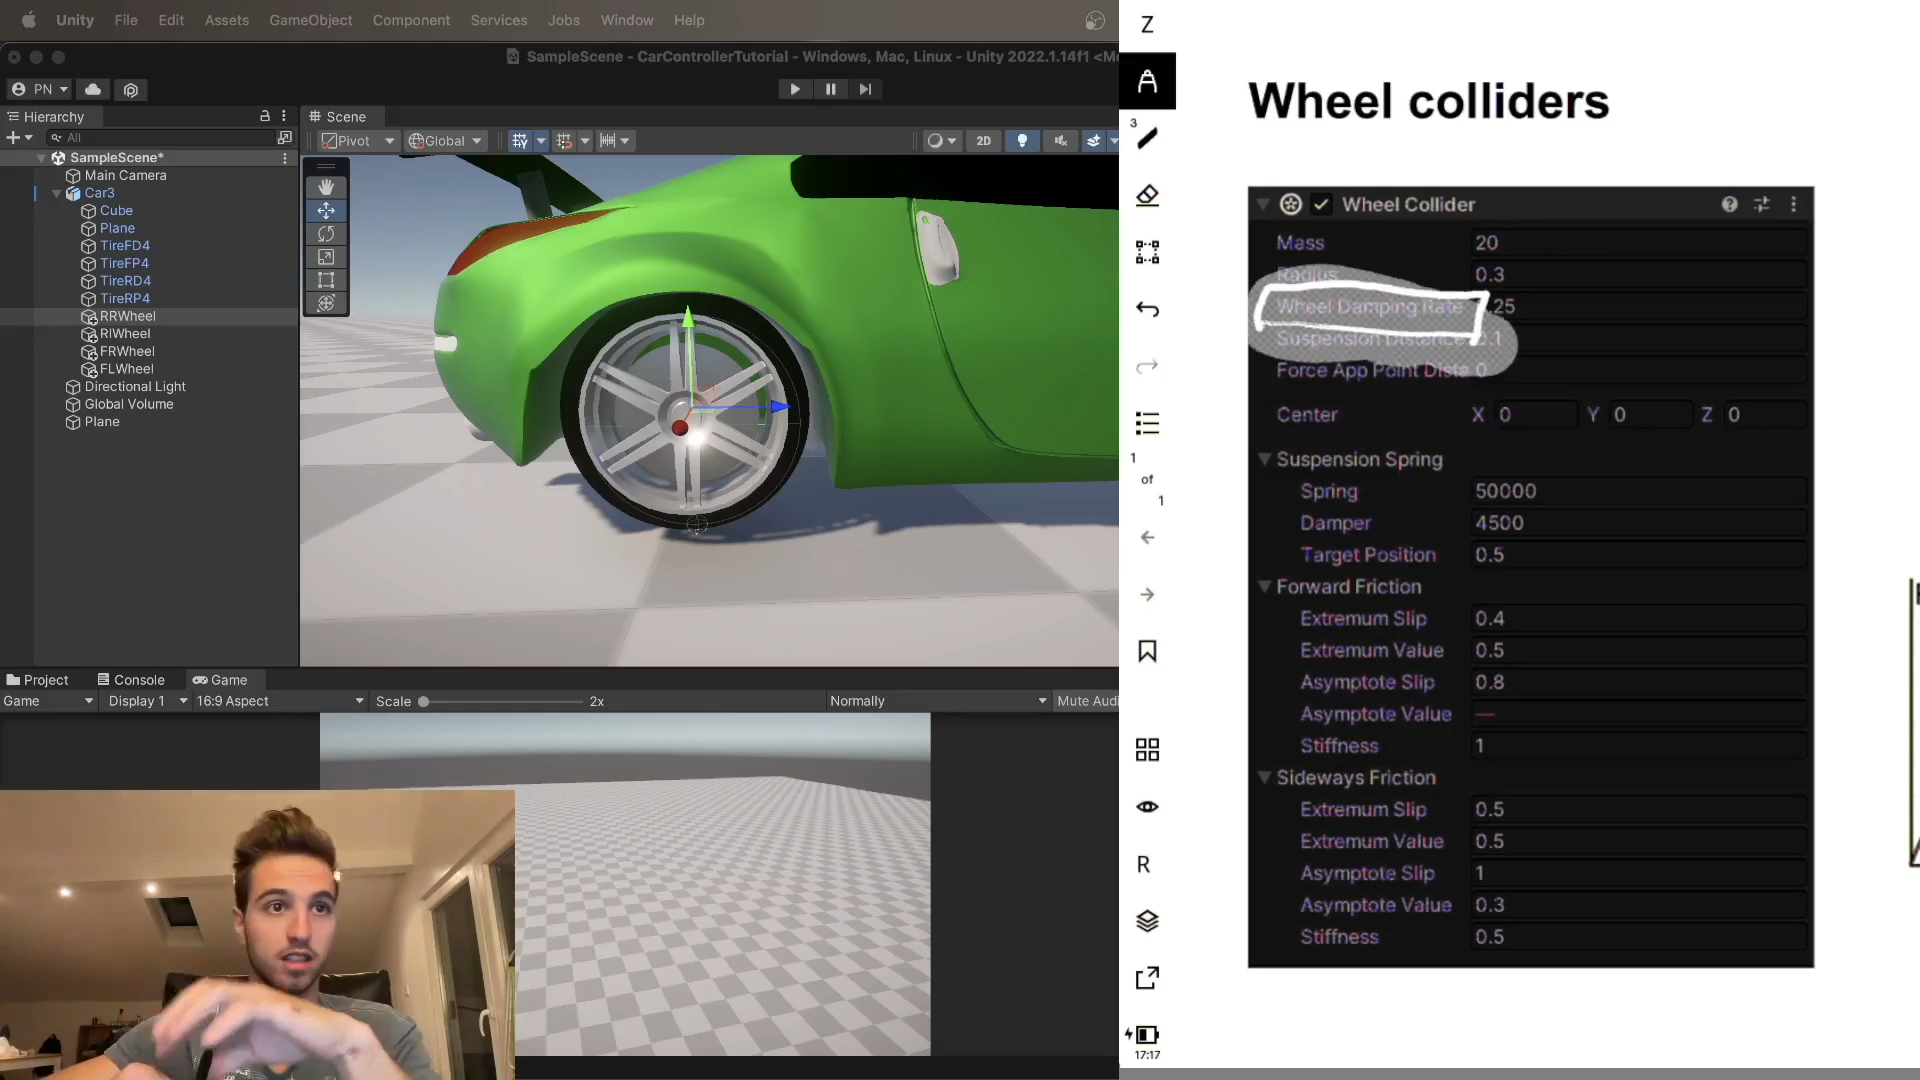 Unity File Edit Assets GameObject Component Services Jobs Window Help
SampleScene - CarControllerTutorial - Windows, Mac, Linux - Unity 2022.1.14f1
PN
Hierarchy
All
SampleScene*
Main Camera
Car3
Cube
Plane
TireFD4
TireFP4
TireRD4
TireRP4
RRWheel
RlWheel
FRWheel
FLWheel
Directional Light
Global Volume
Plane
Scene
Pivot Global 2D
Project Console Game
Game Display 1 16:9 Aspect Scale 2x Normally Mute Audi
Z
3
1
of
1
R
17:17
Wheel colliders
Wheel Collider
Mass 20
Radius 0.3
Wheel Damping Rate .25
Suspension Distance 0.1
Force App Point Dista 0
Center X 0 Y 0 Z 0
Suspension Spring
Spring 50000
Damper 4500
Target Position 0.5
Forward Friction
Extremum Slip 0.4
Extremum Value 0.5
Asymptote Slip 0.8
Asymptote Value —
Stiffness 1
Sideways Friction
Extremum Slip 0.5
Extremum Value 0.5
Asymptote Slip 1
Asymptote Value 0.3
Stiffness 0.5